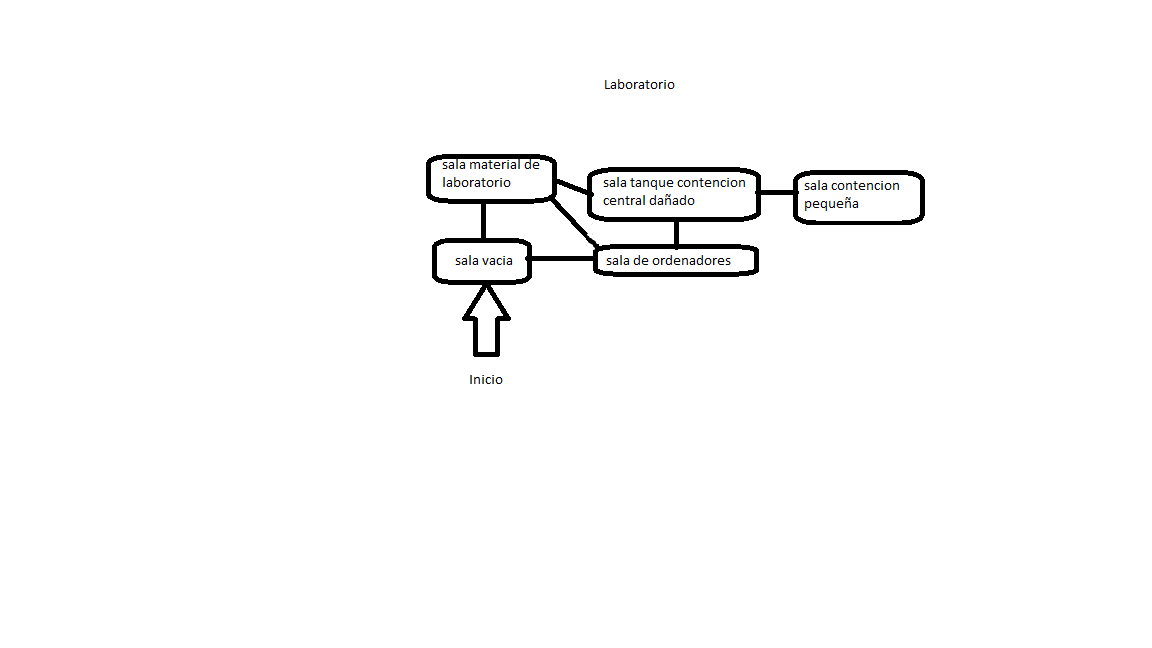 Laboratorio
sala material de
laboratorio
sala tanque contencion
central dañado
sala contencion
pequeña
sala vacia
sala de ordenadores
Inicio